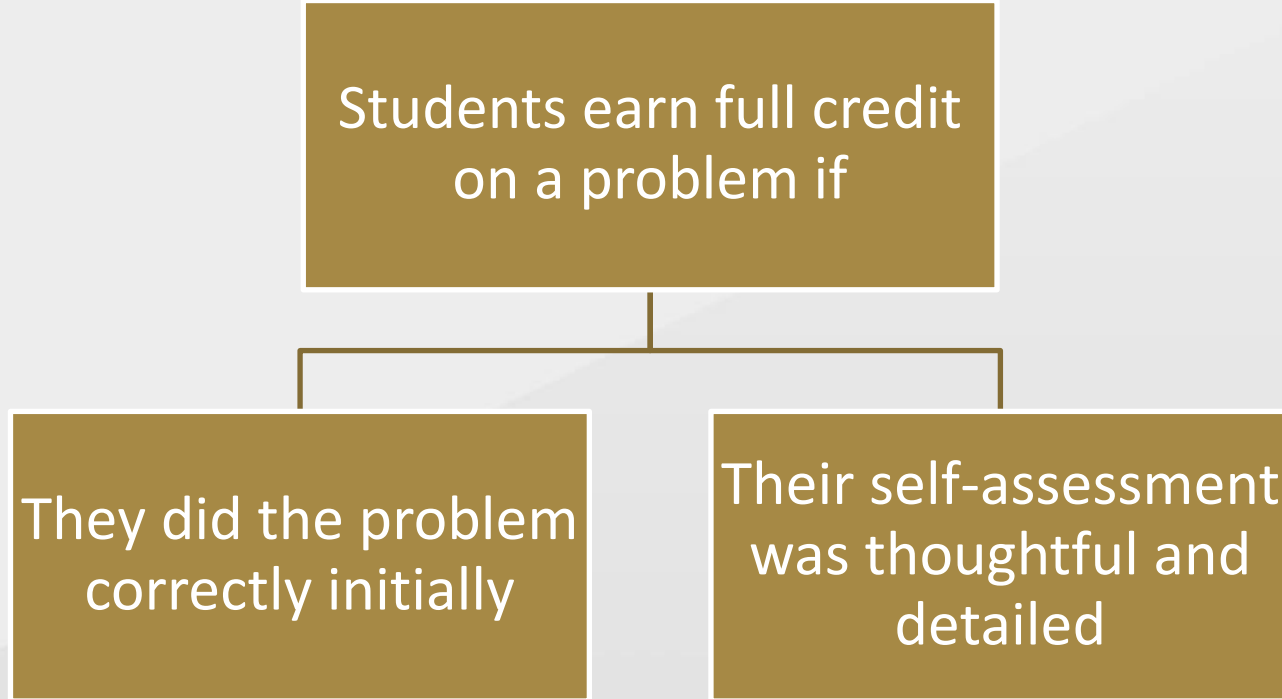 Students earn full credit
on a problem if
They did the problem
correctly initially
Their self-assessment
was thoughtful and
detailed